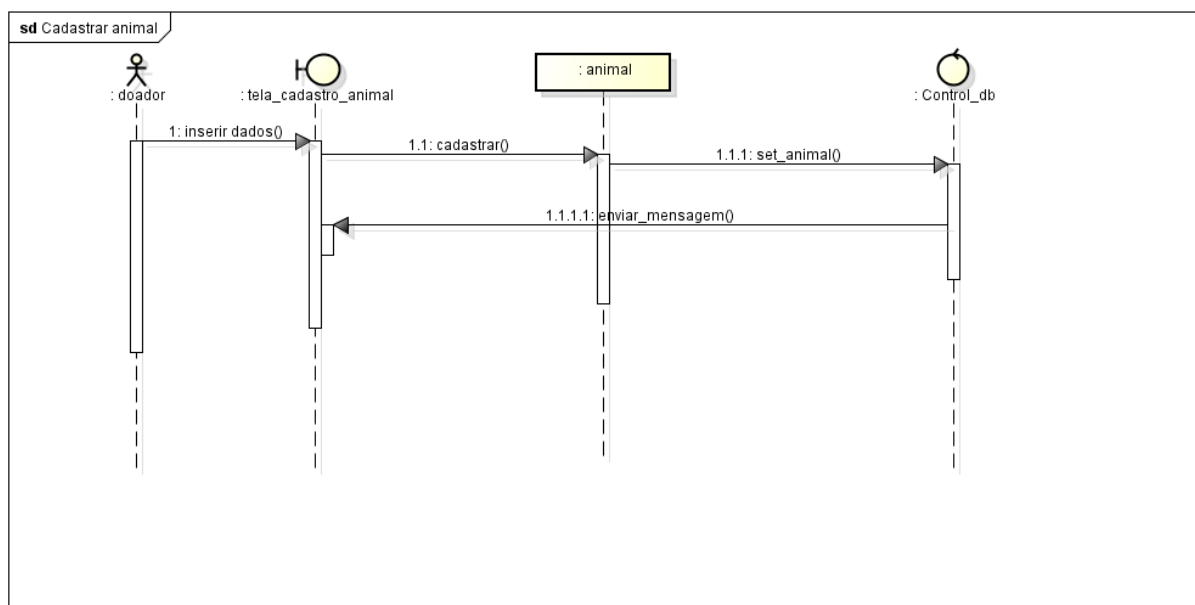 sd Cadastrar animal
: doador
: tela_cadastro_animal
: animal
: Control_db
1: inserir dados()
1.1: cadastrar()
1.1.1: set_animal()
1.1.1.1: enviar_mensagem()